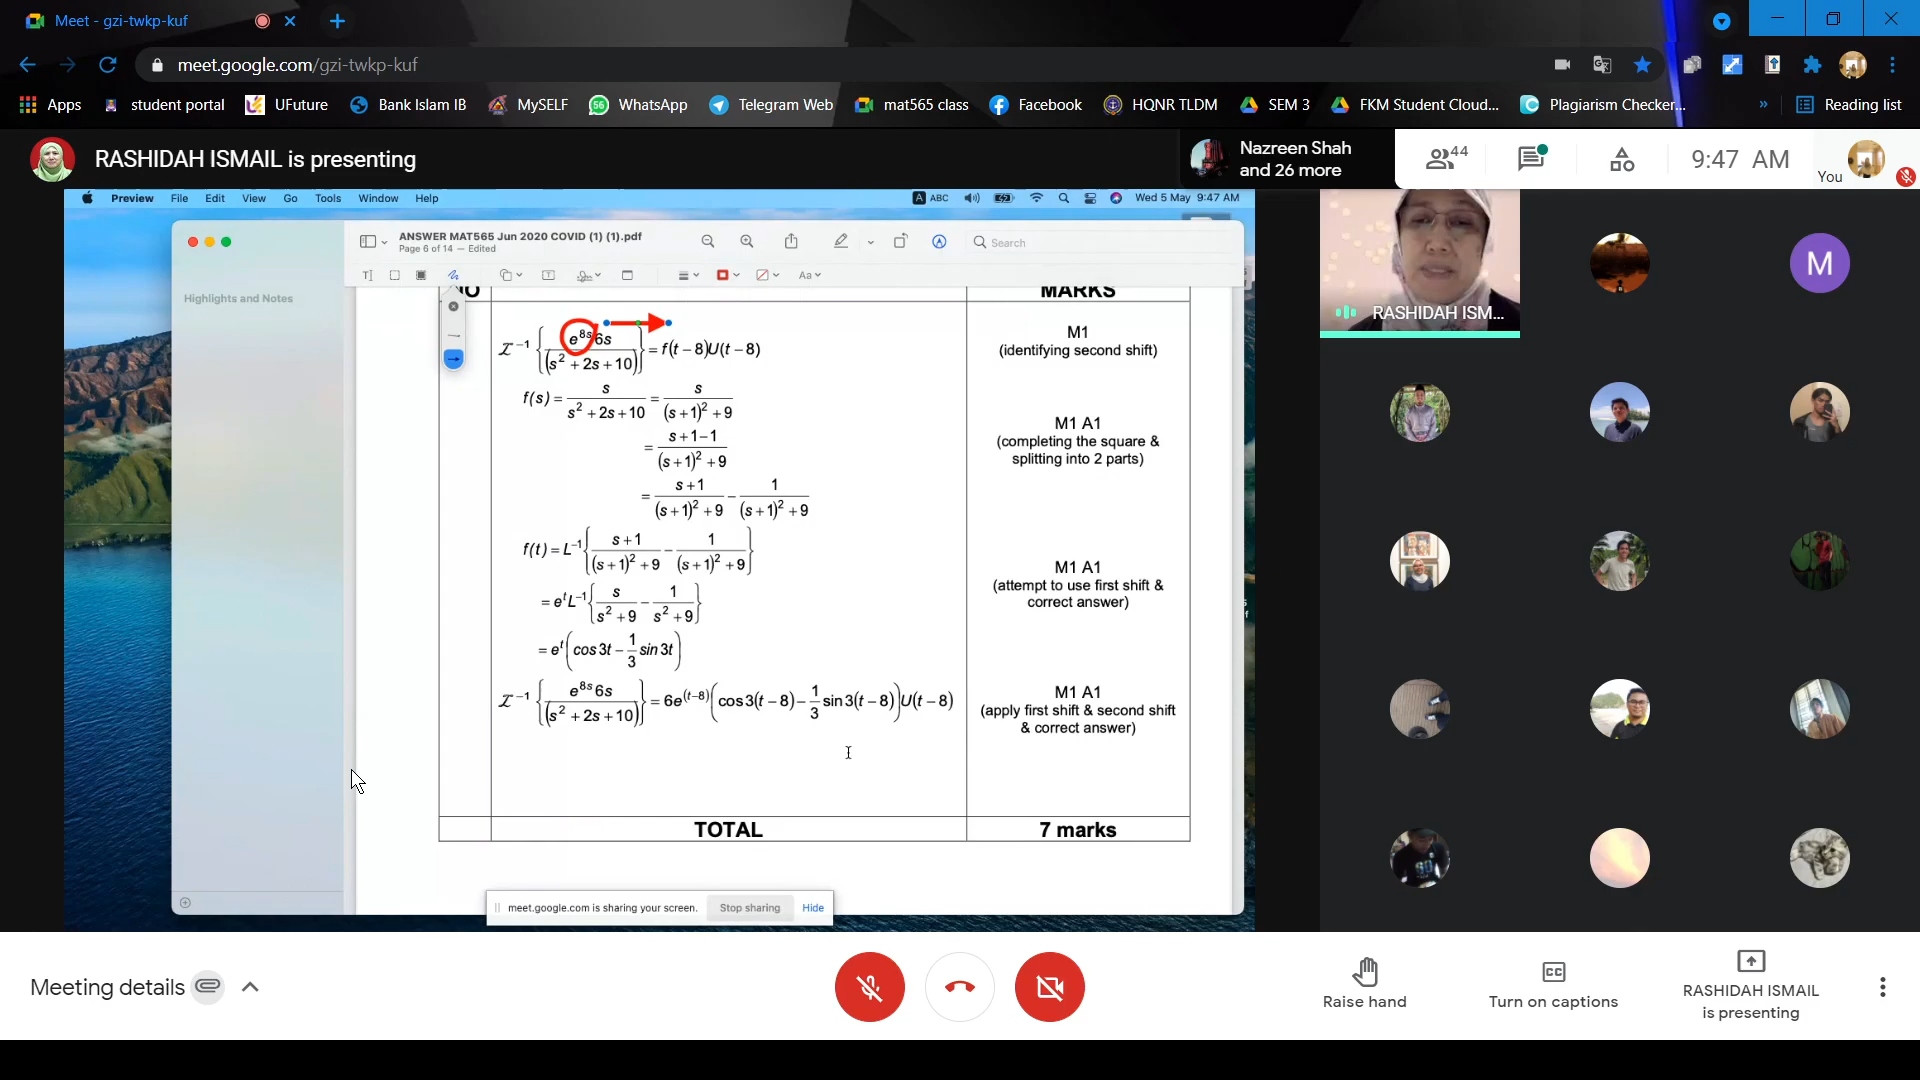 Meet - gzi-twkp-kuf
meet.google.com/gzi-twkp-kuf
Apps student portal UFuture Bank Islam IB MySELF 56 WhatsApp Telegram Web mat565 class Facebook HQNR TLDM SEM 3 FKM Student Cloud... Plagiarism Checker... » Reading list
RASHIDAH ISMAIL is presenting
Nazreen Shah
and 26 more
44
9:47 AM
You
Preview File Edit View Go Tools Window Help A ABC Wed 5 May 9:47 AM
ANSWER MAT565 Jun 2020 COVID (1) (1).pdf
Page 6 of 14 — Edited
Search
Aa
Highlights and Notes
NO MARKS
ℒ⁻¹ { e^{8s}6s / (s² + 2s + 10) } = f(t − 8)U(t − 8)
M1
(identifying second shift)
f(s) = s / (s² + 2s + 10) = s / ((s + 1)² + 9)
= (s + 1 − 1) / ((s + 1)² + 9)
M1 A1
(completing the square &
splitting into 2 parts)
= (s + 1) / ((s + 1)² + 9) − 1 / ((s + 1)² + 9)
f(t) = L⁻¹ { (s + 1) / ((s + 1)² + 9) − 1 / ((s + 1)² + 9) }
= e^t L⁻¹ { s / (s² + 9) − 1 / (s² + 9) }
M1 A1
(attempt to use first shift &
correct answer)
= e^t ( cos 3t − 1/3 sin 3t )
ℒ⁻¹ { e^{8s} 6s / (s² + 2s + 10) } = 6e^{(t−8)} ( cos 3(t − 8) − 1/3 sin 3(t − 8) ) U(t − 8)
M1 A1
(apply first shift & second shift
& correct answer)
TOTAL 7 marks
meet.google.com is sharing your screen. Stop sharing Hide
RASHIDAH ISM...
M
Meeting details
Raise hand
Turn on captions
RASHIDAH ISMAIL
is presenting